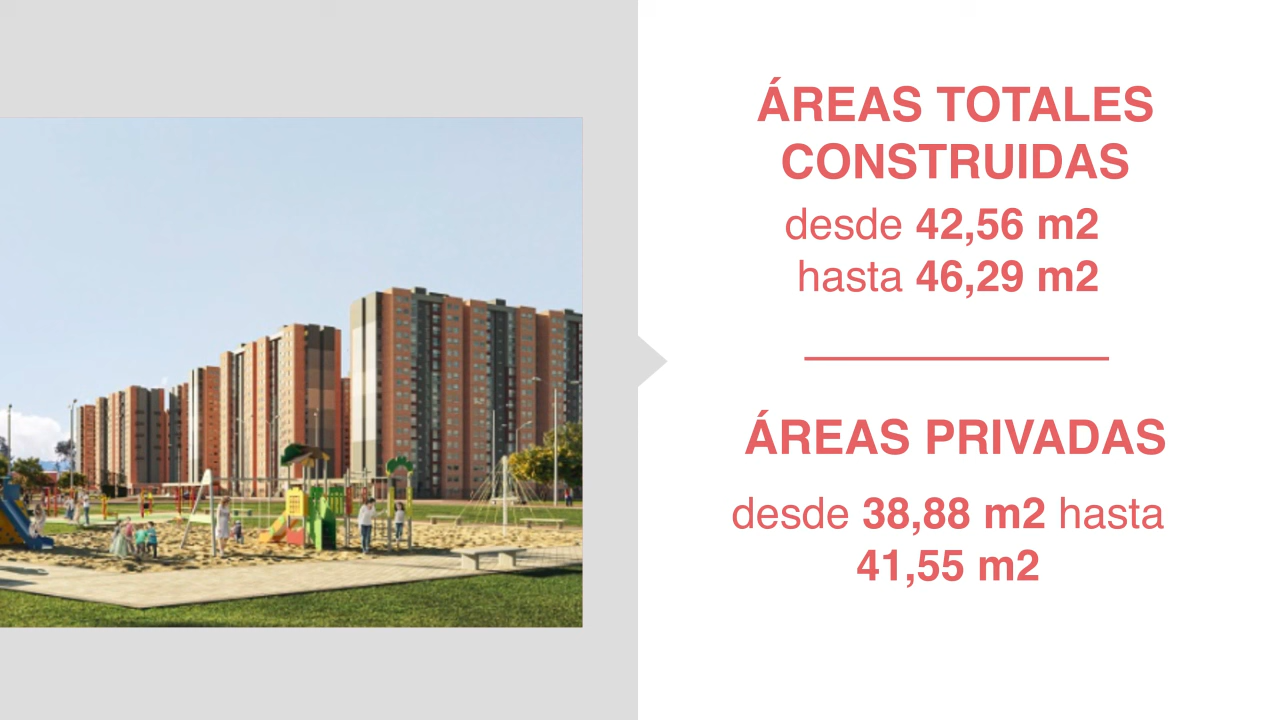 ÁREAS TOTALES
CONSTRUIDAS
desde 42,56 m2
hasta 46,29 m2
ÁREAS PRIVADAS
desde 38,88 m2 hasta
41,55 m2